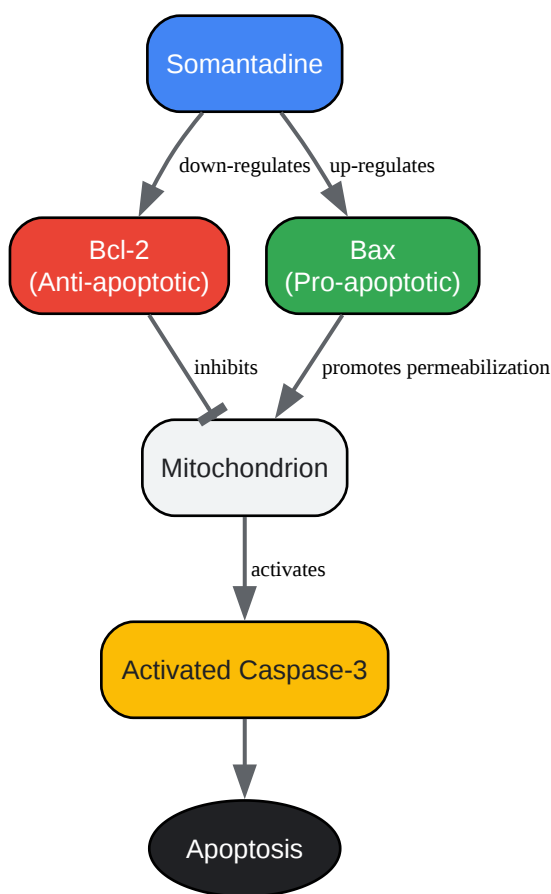 Somantadine
down-regulates
up-regulates
Bcl-2
(Anti-apoptotic)
Bax
(Pro-apoptotic)
inhibits
promotes permeabilization
Mitochondrion
activates
Activated Caspase-3
Apoptosis